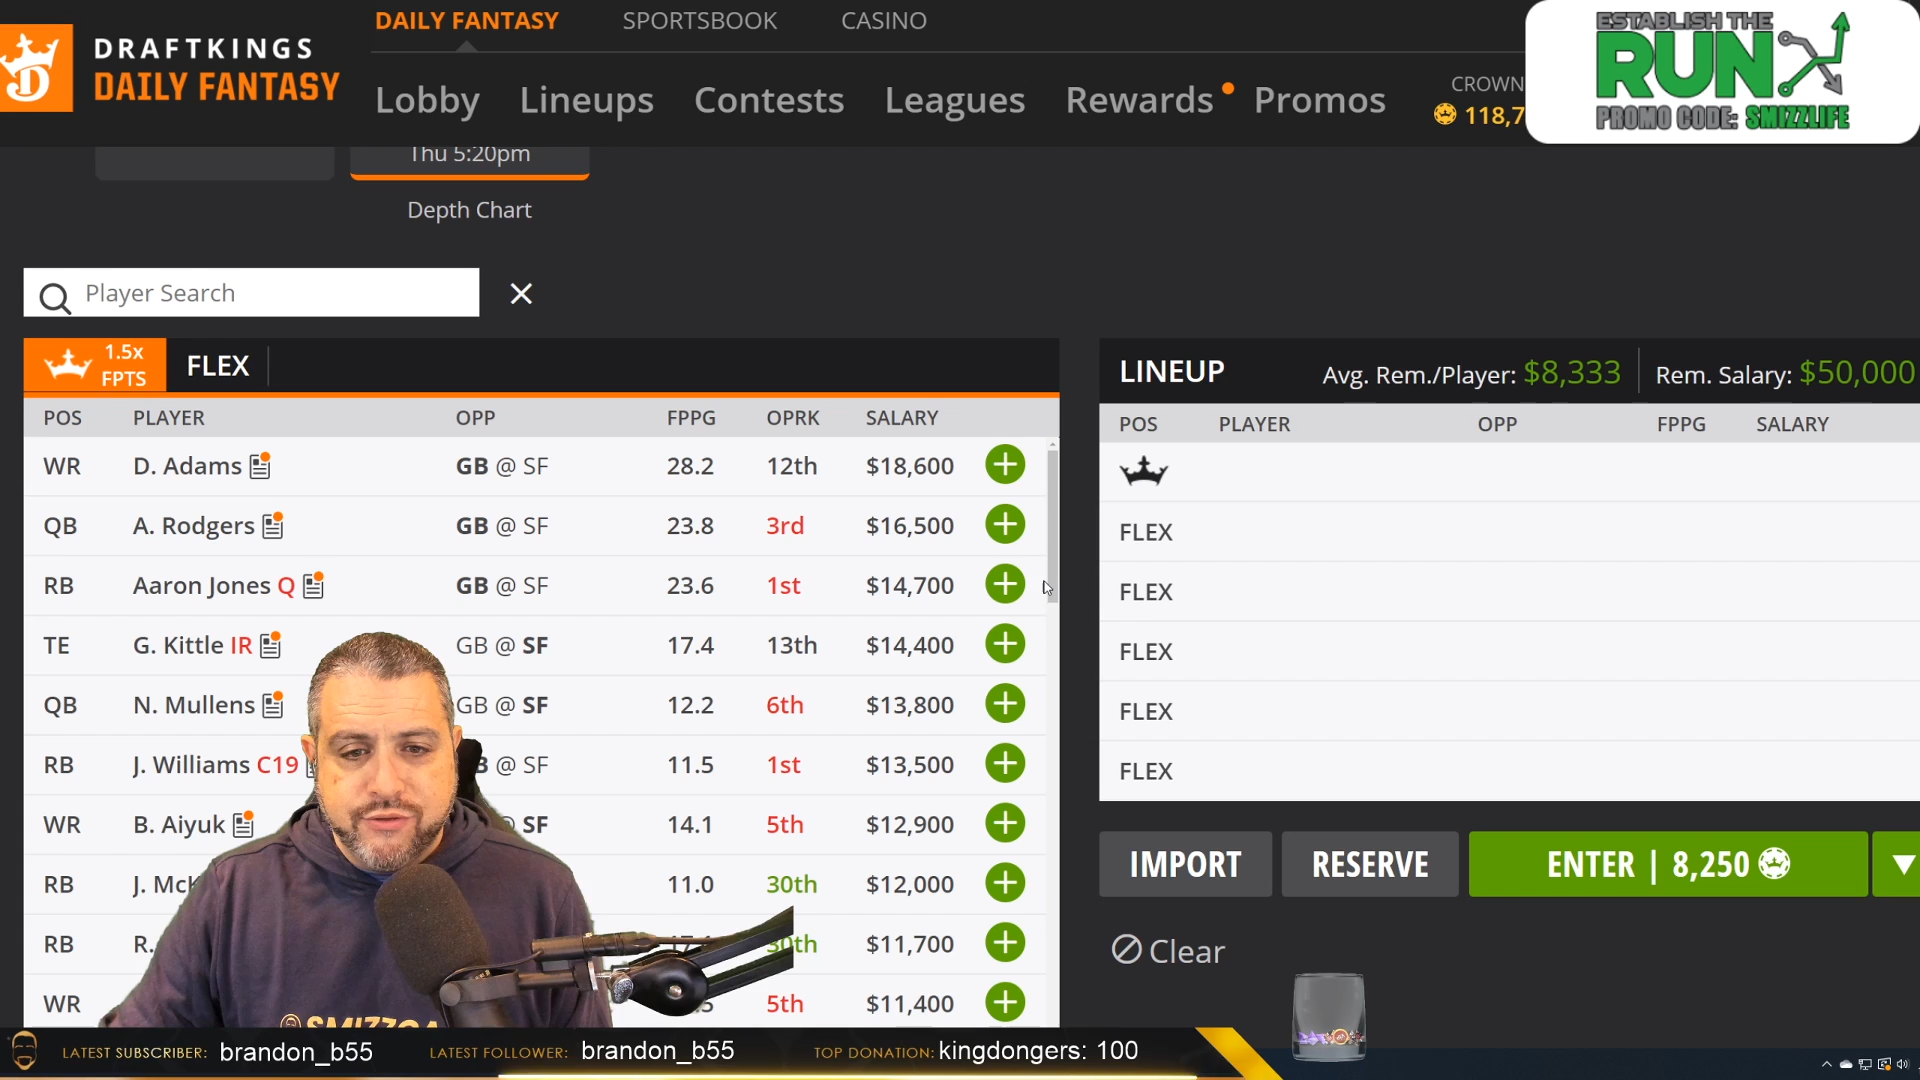 DAILY FANTASY SPORTSBOOK CASINO
DRAFTKINGS
DAILY FANTASY
Lobby Lineups Contests Leagues Rewards Promos
CROWN
118,7
ESTABLISH THE
RUN
PROMO CODE: SMIZZLIFE
Thu 5:20pm
Depth Chart
Player Search
1.5x
FPTS
FLEX
POS PLAYER OPP FPPG OPRK SALARY
WR D. Adams GB @ SF 28.2 12th $18,600
QB A. Rodgers GB @ SF 23.8 3rd $16,500
RB Aaron Jones Q GB @ SF 23.6 1st $14,700
TE G. Kittle IR GB @ SF 17.4 13th $14,400
QB N. Mullens GB @ SF 12.2 6th $13,800
RB J. Williams C19 @ SF 11.5 1st $13,500
WR B. Aiyuk SF 14.1 5th $12,900
RB J. McK 11.0 30th $12,000
RB R. 30th $11,700
WR 5th $11,400
LINEUP Avg. Rem./Player: $8,333 Rem. Salary: $50,000
POS PLAYER OPP FPPG SALARY
FLEX
FLEX
FLEX
FLEX
FLEX
IMPORT RESERVE ENTER | 8,250
Clear
LATEST SUBSCRIBER: brandon_b55 LATEST FOLLOWER: brandon_b55 TOP DONATION: kingdongers: 100